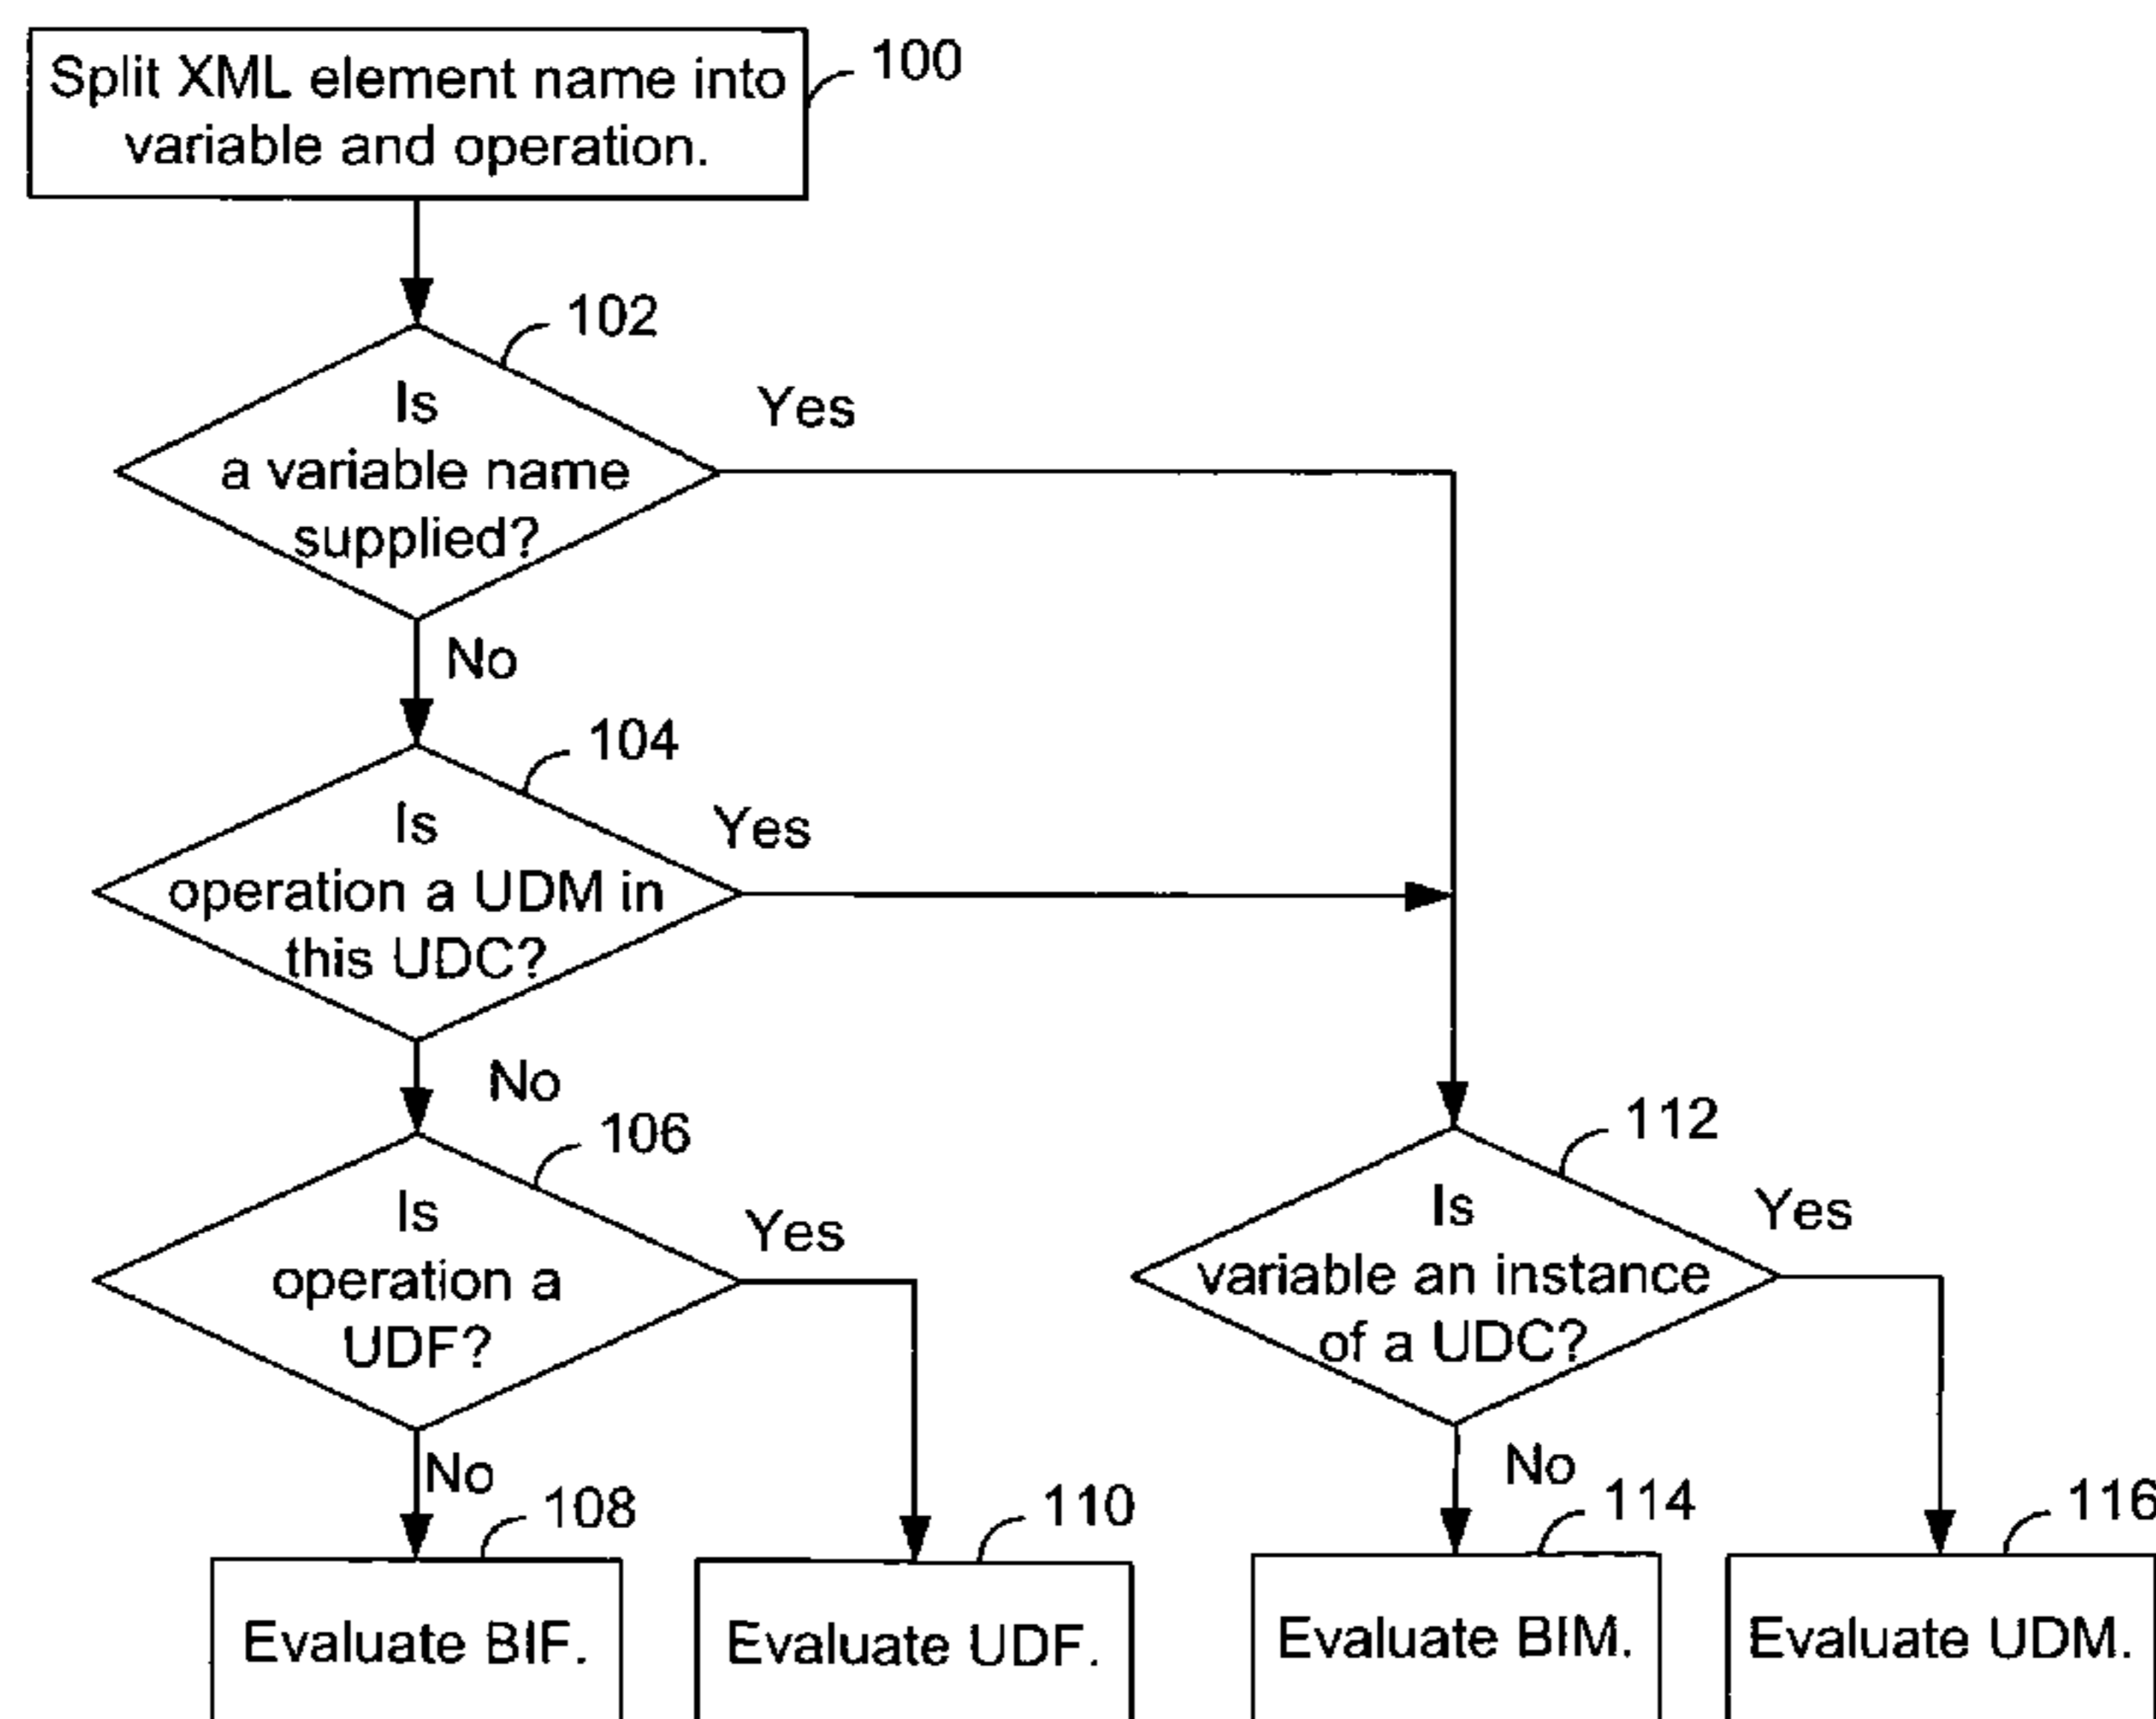 Split XML element name into
variable and operation.
100
102
Is
a variable name
supplied?
Yes
No
104
Is
operation a UDM in
this UDC?
Yes
No
106
Is
operation a
UDF?
Yes
No
112
Is
variable an instance
of a UDC?
Yes
No
108
Evaluate BIF.
110
Evaluate UDF.
114
Evaluate BIM.
116
Evaluate UDM.